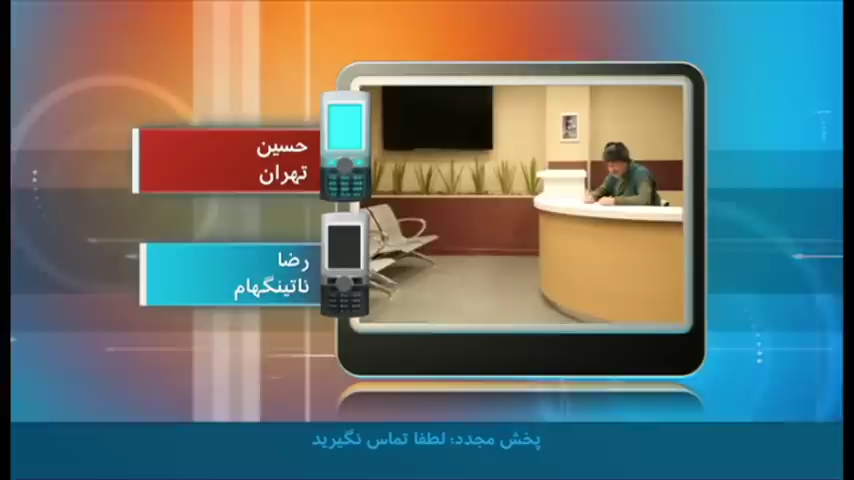 حسین
تهران
رضا
ناتینگهام
پخش مجدد؛ لطفا تماس نگیرید